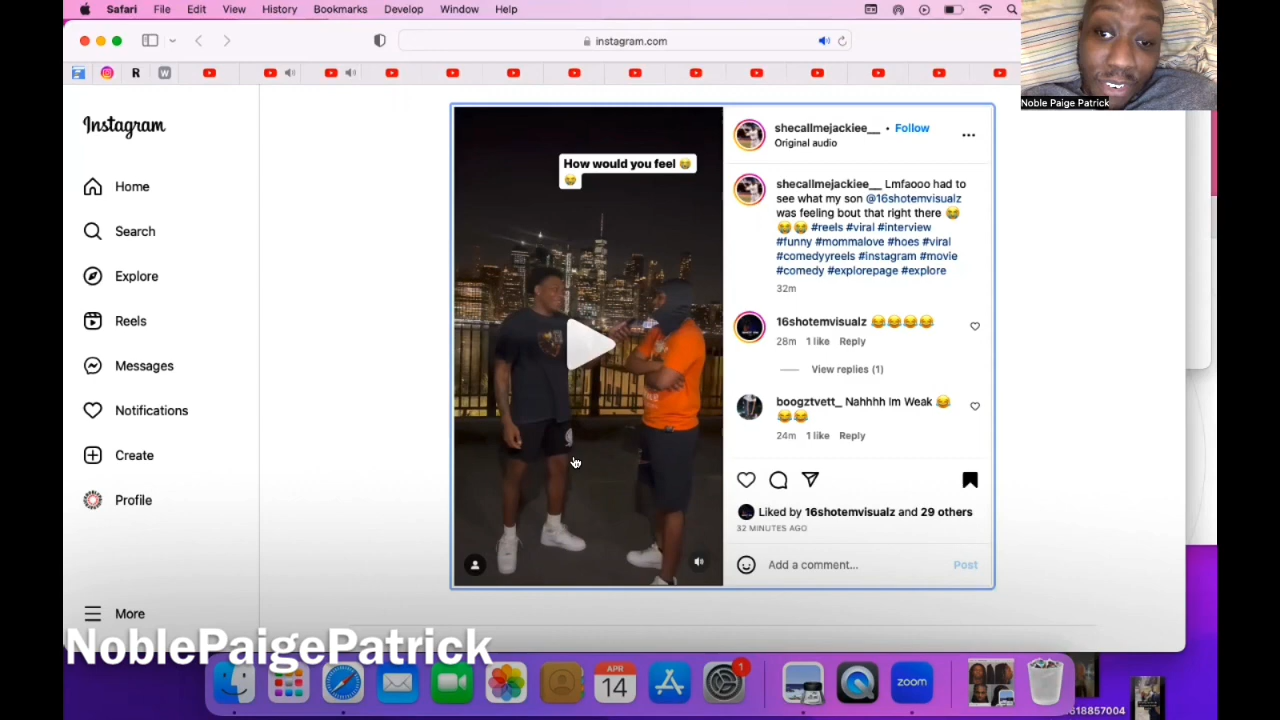 Safari File Edit View History Bookmarks Develop Window Help
instagram.com
Noble Paige Patrick
Instagram
Home
Search
Explore
Reels
Messages
Notifications
Create
Profile
More
How would you feel 😭
😭
shecallmejackiee__ • Follow
Original audio
shecallmejackiee__ Lmfaooo had to
see what my son @16shotemvisualz
was feeling bout that right there 😭
😭😭 #reels #viral #interview
#funny #mommalove #hoes #viral
#comedyyreels #instagram #movie
#comedy #explorepage #explore
32m
16shotemvisualz 😂😂😂😂
28m 1 like Reply
View replies (1)
boogztvett_ Nahhhh Im Weak 😂
😂😂
24m 1 like Reply
Liked by 16shotemvisualz and 29 others
32 MINUTES AGO
Add a comment... Post
NoblePaigePatrick
APR
14
1
zoom
618857004